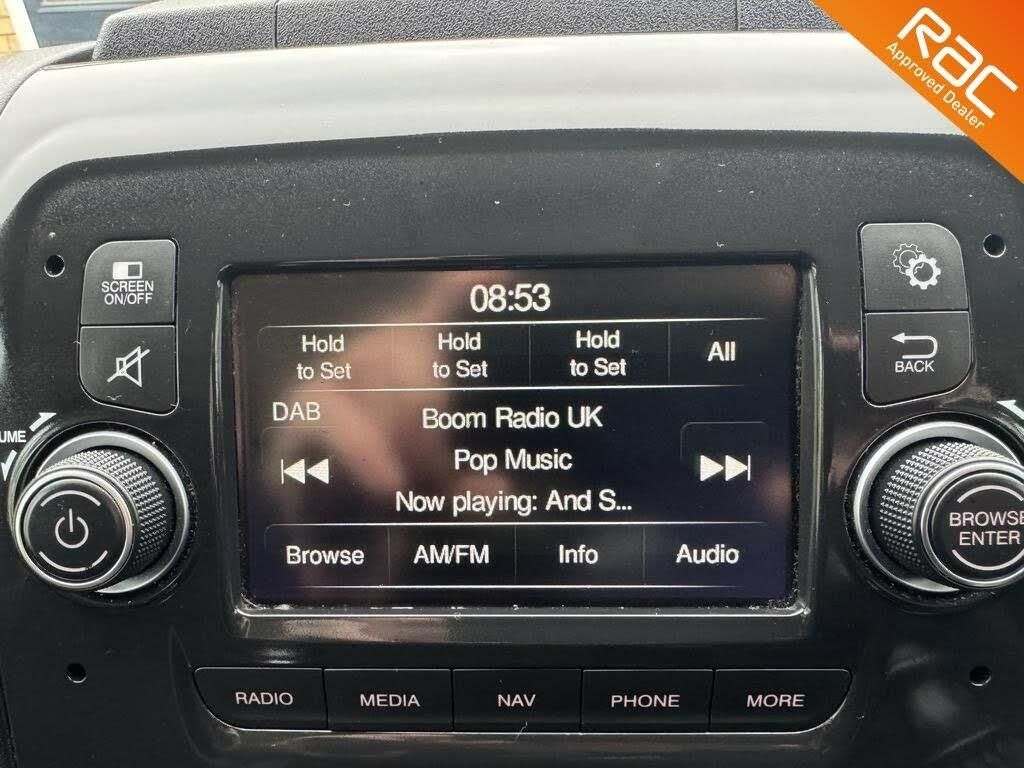 Rac
Approved Dealer
08:53
SCREEN
ON/OFF
Hold
to Set
Hold
to Set
Hold
to Set
All
BACK
DAB
Boom Radio UK
Pop Music
Now playing: And S...
UME
BROWSE
ENTER
Browse
AM/FM
Info
Audio
RADIO
MEDIA
NAV
PHONE
MORE